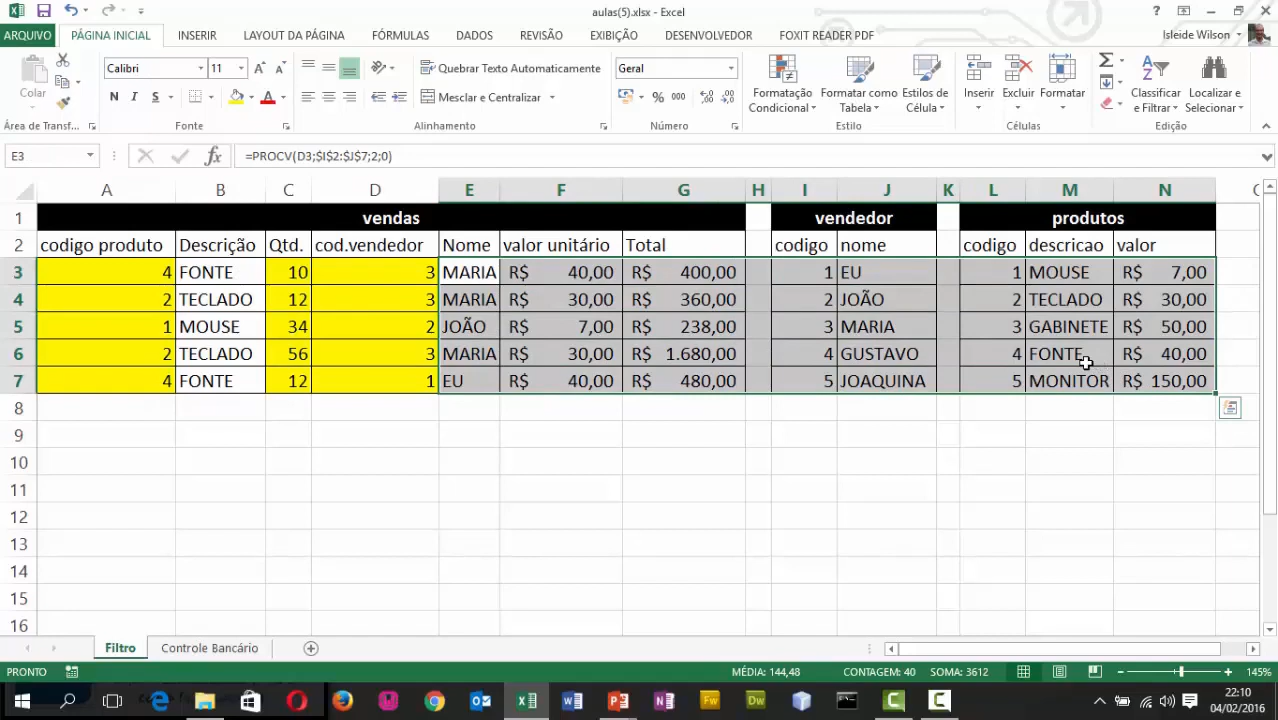 aulas(5).xlsx - Excel
ARQUIVO PÁGINA INICIAL INSERIR LAYOUT DA PÁGINA FÓRMULAS DADOS REVISÃO EXIBIÇÃO DESENVOLVEDOR FOXIT READER PDF Isleide Wilson
Calibri 11 Quebrar Texto Automaticamente Geral
Colar N I S Mesclar e Centralizar % 000 Formatação Condicional Formatar como Tabela Estilos de Célula Inserir Excluir Formatar Classificar e Filtrar Localizar e Selecionar
Área de Transf... Fonte Alinhamento Número Estilo Células Edição
E3 fx =PROCV(D3;$I$2:$J$7;2;0)
A B C D E F G H I J K L M N
1 vendas vendedor produtos
2 codigo produto Descrição Qtd. cod.vendedor Nome valor unitário Total codigo nome codigo descricao valor
3 4 FONTE 10 3 MARIA R$ 40,00 R$ 400,00 1 EU 1 MOUSE R$ 7,00
4 2 TECLADO 12 3 MARIA R$ 30,00 R$ 360,00 2 JOÃO 2 TECLADO R$ 30,00
5 1 MOUSE 34 2 JOÃO R$ 7,00 R$ 238,00 3 MARIA 3 GABINETE R$ 50,00
6 2 TECLADO 56 3 MARIA R$ 30,00 R$ 1.680,00 4 GUSTAVO 4 FONTE R$ 40,00
7 4 FONTE 12 1 EU R$ 40,00 R$ 480,00 5 JOAQUINA 5 MONITOR R$ 150,00
8
9
10
11
12
13
14
15
16
Filtro Controle Bancário
PRONTO MÉDIA: 144,48 CONTAGEM: 40 SOMA: 3612 145%
22:10
04/02/2016